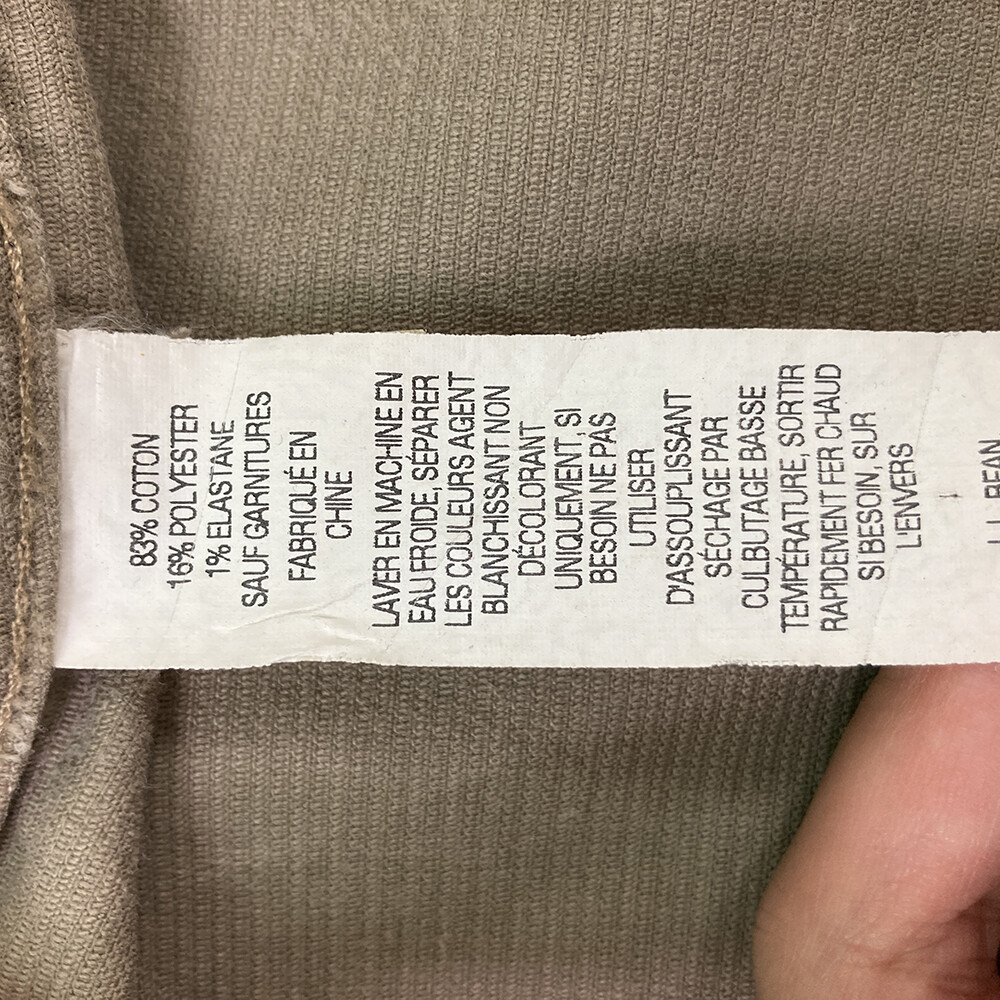 83% COTON
16% POLYESTER
1% ELASTANE
SAUF GARNITURES
FABRIQUÉ EN
CHINE
LAVER EN MACHINE EN
EAU FROIDE, SÉPARER
LES COULEURS AGENT
BLANCHISSANT NON
DÉCOLORANT
UNIQUEMENT, SI
BESOIN NE PAS
UTILISER
D'ASSOUPLISSANT
SÉCHAGE PAR
CULBUTAGE BASSE
TEMPÉRATURE, SORTIR
RAPIDEMENT FER CHAUD
SI BESOIN, SUR
L'ENVERS
BEAN